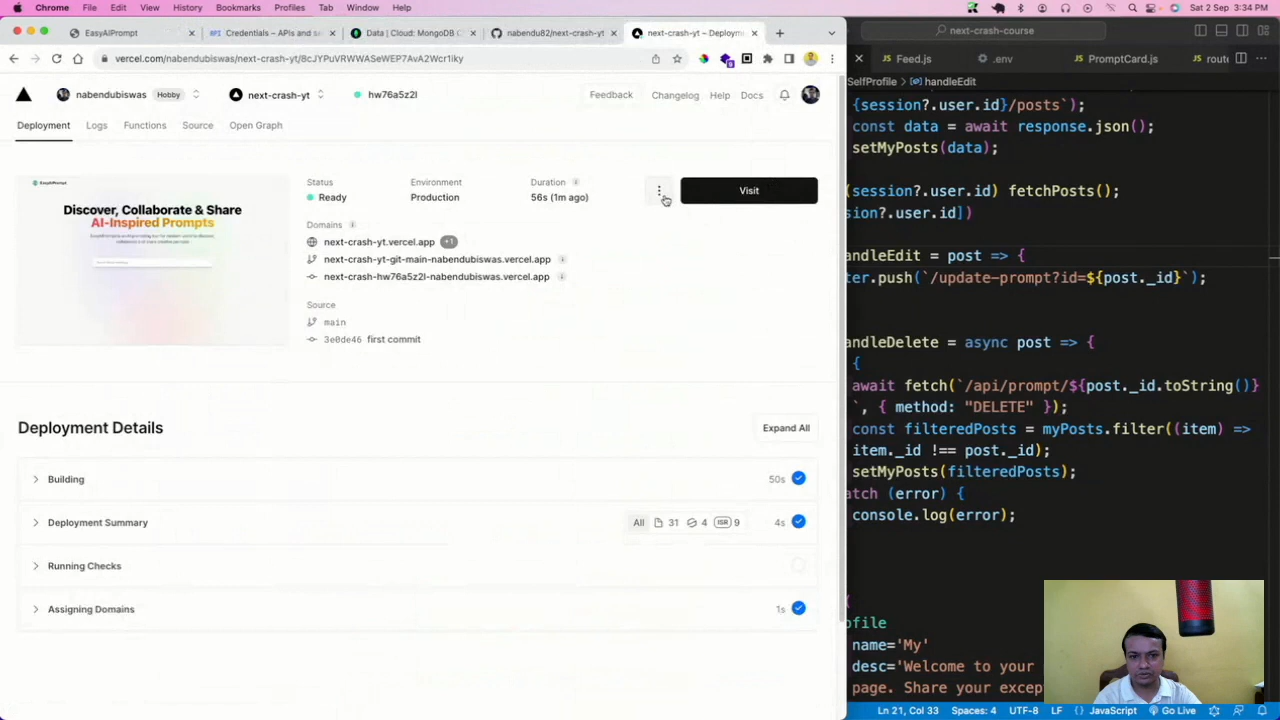 Chrome File Edit View History Bookmarks Profiles Tab Window Help Sat 2 Sep 3:34 PM
EasyAIPrompt
Credentials – APIs and se
Data | Cloud: MongoDB C
nabendu82/next-crash-yt
next-crash-yt – Deploym
vercel.com/nabendubiswas/next-crash-yt/8cJYPuVRWWASeWEP7AvA2Wcr1iky
nabendubiswas Hobby next-crash-yt hw76a5z2l Feedback Changelog Help Docs
Deployment Logs Functions Source Open Graph
EasyAIPrompt
Discover, Collaborate & Share
AI-Inspired Prompts
Status
Ready
Environment
Production
Duration
56s (1m ago)
Visit
Domains
next-crash-yt.vercel.app +1
next-crash-yt-git-main-nabendubiswas.vercel.app
next-crash-hw76a5z2l-nabendubiswas.vercel.app
Source
main
3e0de46 first commit
Deployment Details
Expand All
Building 50s
Deployment Summary All 31 4 ISR 9 4s
Running Checks
Assigning Domains 1s
next-crash-course
Feed.js .env PromptCard.js route
SelfProfile > handleEdit
{session?.user.id}/posts`);
const data = await response.json();
setMyPosts(data);
(session?.user.id) fetchPosts();
ssion?.user.id])
andleEdit = post => {
ter.push(`/update-prompt?id=${post._id}`);
andleDelete = async post => {
{
await fetch(`/api/prompt/${post._id.toString()}
`, { method: "DELETE" });
const filteredPosts = myPosts.filter((item) =>
item._id !== post._id);
setMyPosts(filteredPosts);
atch (error) {
console.log(error);
(
ofile
name='My'
desc='Welcome to your
page. Share your excep
Ln 21, Col 33 Spaces: 4 UTF-8 LF {} JavaScript Go Live